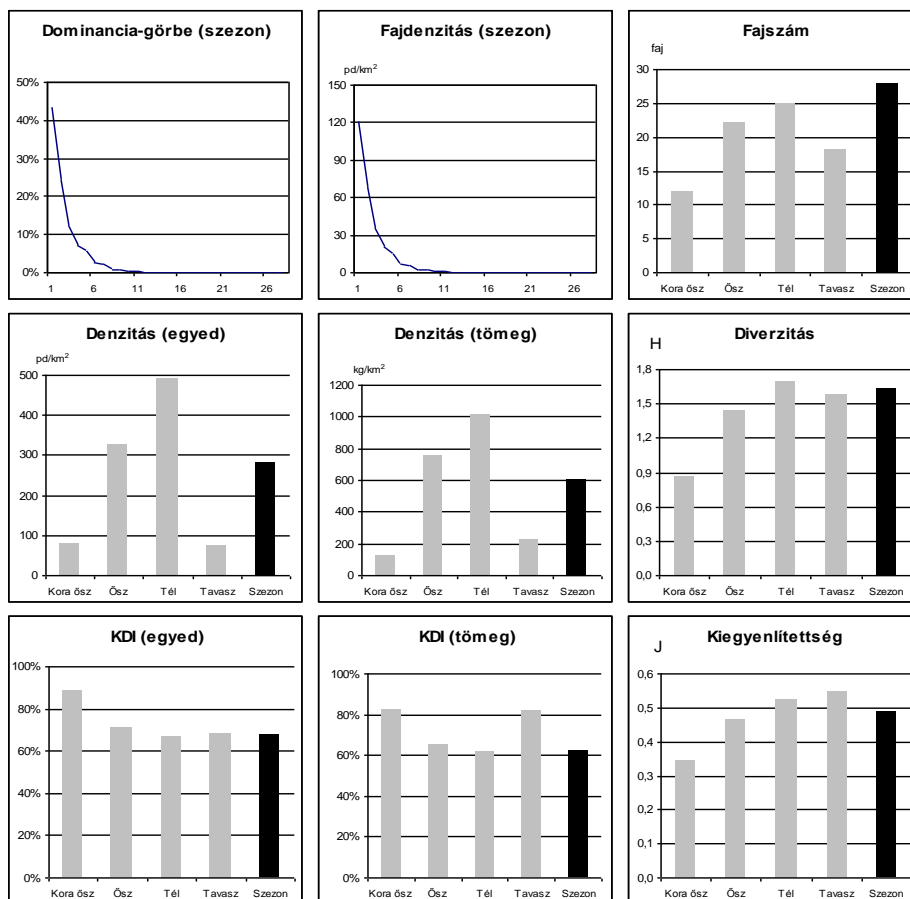 Dominancia-görbe (szezon)
50%
40%
30%
20%
10%
0%
1 6 11 16 21 26
Fajdenzitás (szezon)
pd/km²
150
120
90
60
30
0
1 6 11 16 21 26
Fajszám
faj
30
25
20
15
10
5
0
Kora ősz Ősz Tél Tavasz Szezon
Denzitás (egyed)
pd/km²
500
400
300
200
100
0
Kora ősz Ősz Tél Tavasz Szezon
Denzitás (tömeg)
kg/km²
1200
1000
800
600
400
200
0
Kora ősz Ősz Tél Tavasz Szezon
Diverzitás
H
1,8
1,5
1,2
0,9
0,6
0,3
0,0
Kora ősz Ősz Tél Tavasz Szezon
KDI (egyed)
100%
80%
60%
40%
20%
0%
Kora ősz Ősz Tél Tavasz Szezon
KDI (tömeg)
100%
80%
60%
40%
20%
0%
Kora ősz Ősz Tél Tavasz Szezon
Kiegyenlítettség
J
0,6
0,5
0,4
0,3
0,2
0,1
0,0
Kora ősz Ősz Tél Tavasz Szezon